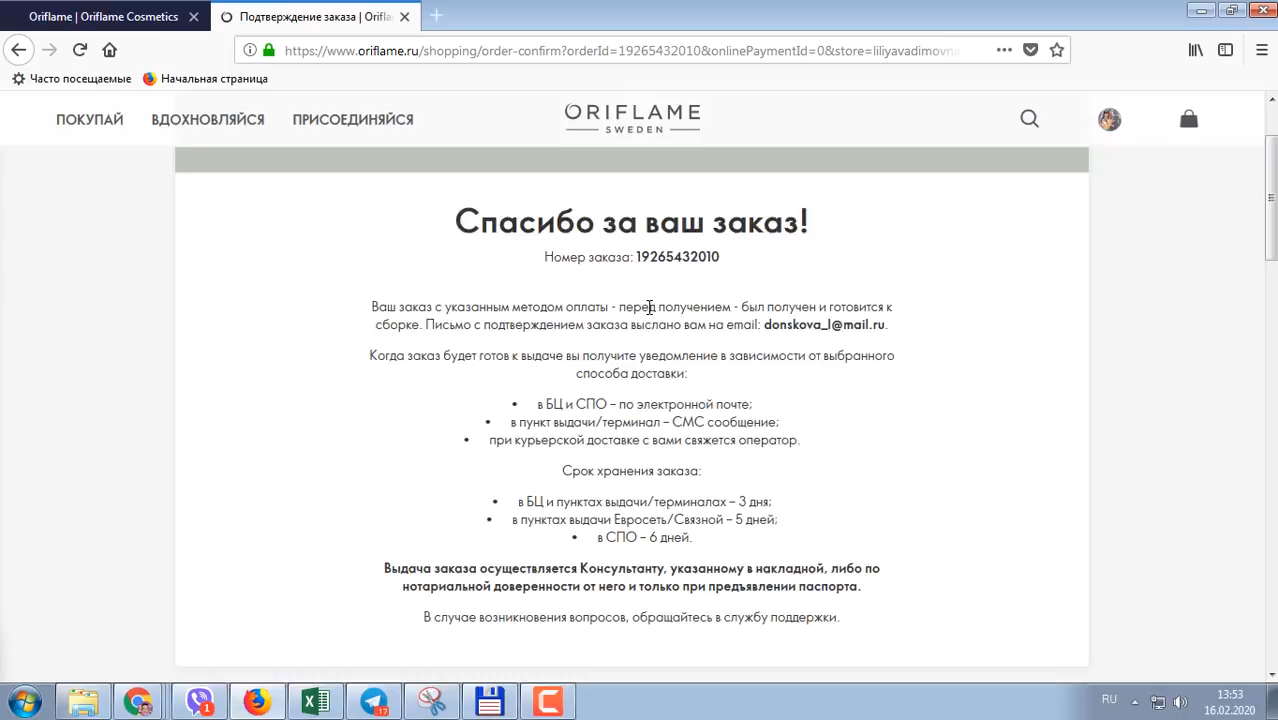 Oriflame | Oriflame Cosmetics
Подтверждение заказа | Orifla
https://www.oriflame.ru/shopping/order-confirm?orderId=19265432010&onlinePaymentId=0&store=liliyavadimovn
Часто посещаемые Начальная страница
ПОКУПАЙ ВДОХНОВЛЯЙСЯ ПРИСОЕДИНЯЙСЯ
ORIFLAME
SWEDEN
Спасибо за ваш заказ!
Номер заказа: 19265432010
Ваш заказ с указанным методом оплаты - перед получением - был получен и готовится к
сборке. Письмо с подтверждением заказа выслано вам на email: donskova_l@mail.ru.
Когда заказ будет готов к выдаче вы получите уведомление в зависимости от выбранного
способа доставки:
• в БЦ и СПО – по электронной почте;
• в пункт выдачи/терминал – СМС сообщение;
• при курьерской доставке с вами свяжется оператор.
Срок хранения заказа:
• в БЦ и пунктах выдачи/терминалах – 3 дня;
• в пунктах выдачи Евросеть/Связной – 5 дней;
• в СПО – 6 дней.
Выдача заказа осуществляется Консультанту, указанному в накладной, либо по
нотариальной доверенности от него и только при предъявлении паспорта.
В случае возникновения вопросов, обращайтесь в службу поддержки.
1
17
RU
13:53
16.02.2020